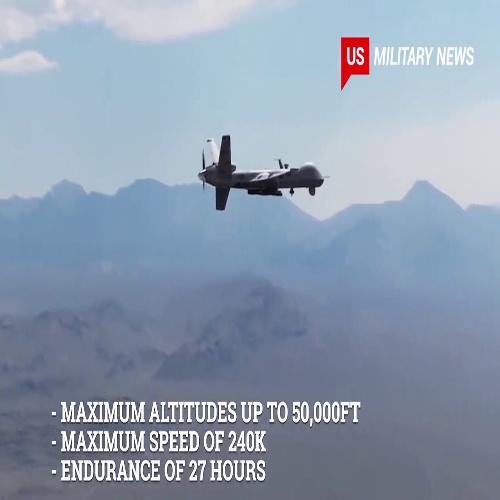 US MILITARY NEWS
- MAXIMUM ALTITUDES UP TO 50,000FT
- MAXIMUM SPEED OF 240K
- ENDURANCE OF 27 HOURS